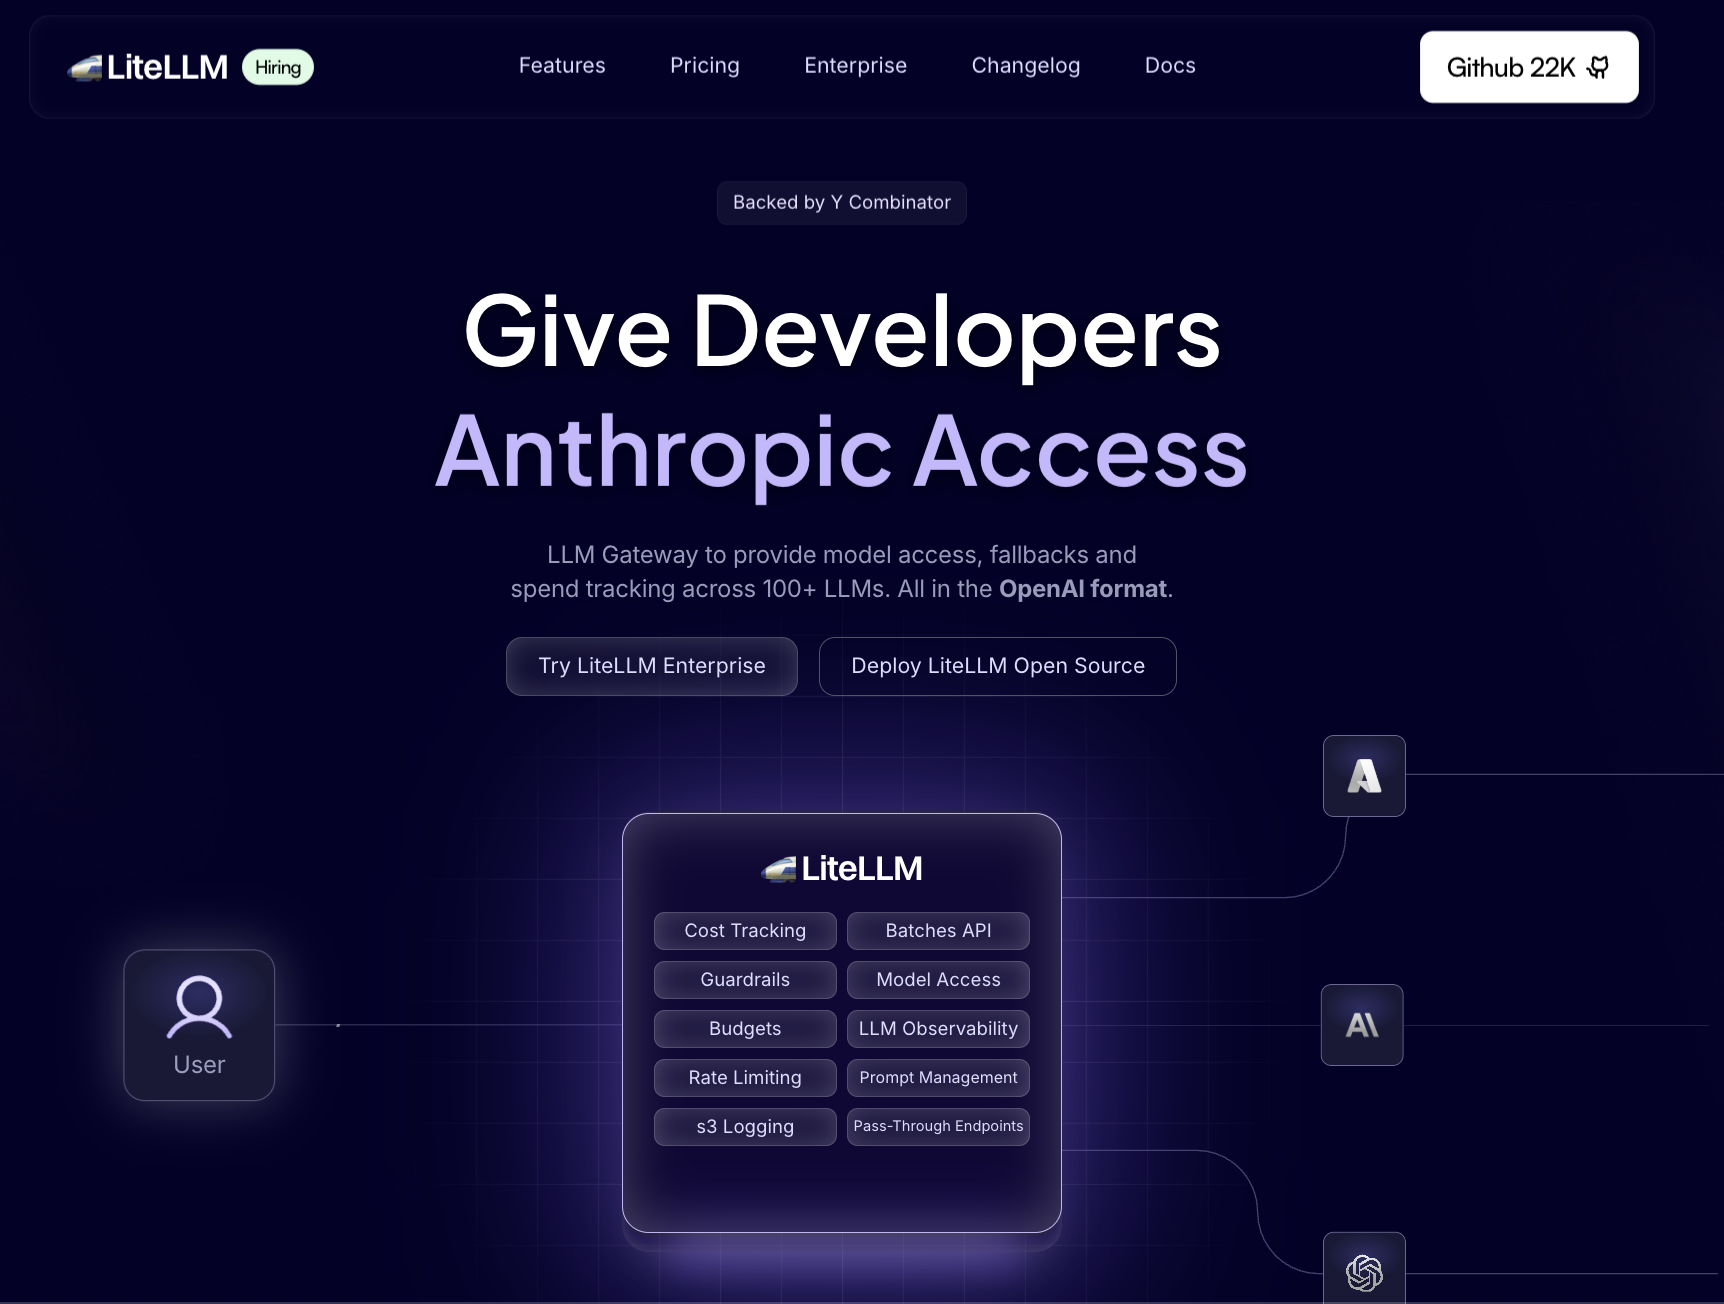 LiteLLM
Hiring
Features
Pricing
Enterprise
Changelog
Docs
Github 22K
Backed by Y Combinator
Give Developers
Anthropic Access
LLM Gateway to provide model access, fallbacks and
spend tracking across 100+ LLMs. All in the OpenAI format.
Try LiteLLM Enterprise
Deploy LiteLLM Open Source
LiteLLM
Cost Tracking
Batches API
Guardrails
Model Access
Budgets
LLM Observability
Rate Limiting
Prompt Management
s3 Logging
Pass-Through Endpoints
User